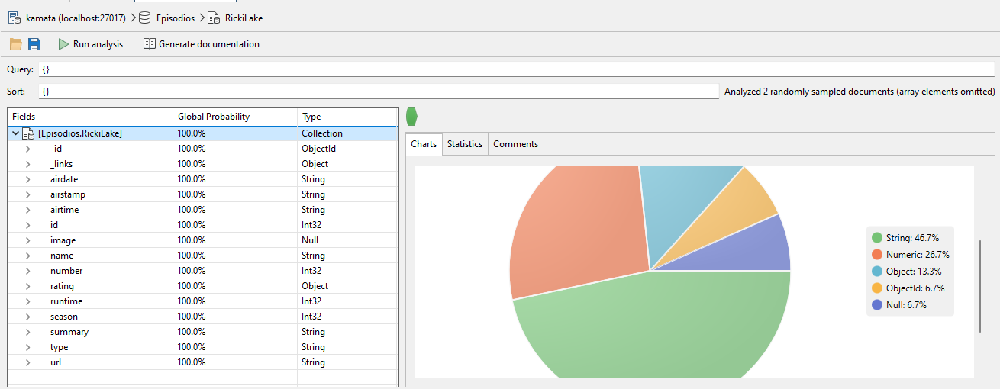 kamata (localhost:27017) Episodios RickiLake
Run analysis Generate documentation
Query: {}
Sort: {} Analyzed 2 randomly sampled documents (array elements omitted)
Fields Global Probability Type
[Episodios.RickiLake] 100.0% Collection
_id 100.0% ObjectId
_links 100.0% Object
airdate 100.0% String
airstamp 100.0% String
airtime 100.0% String
id 100.0% Int32
image 100.0% Null
name 100.0% String
number 100.0% Int32
rating 100.0% Object
runtime 100.0% Int32
season 100.0% Int32
summary 100.0% String
type 100.0% String
url 100.0% String
Charts Statistics Comments
String: 46.7%
Numeric: 26.7%
Object: 13.3%
ObjectId: 6.7%
Null: 6.7%